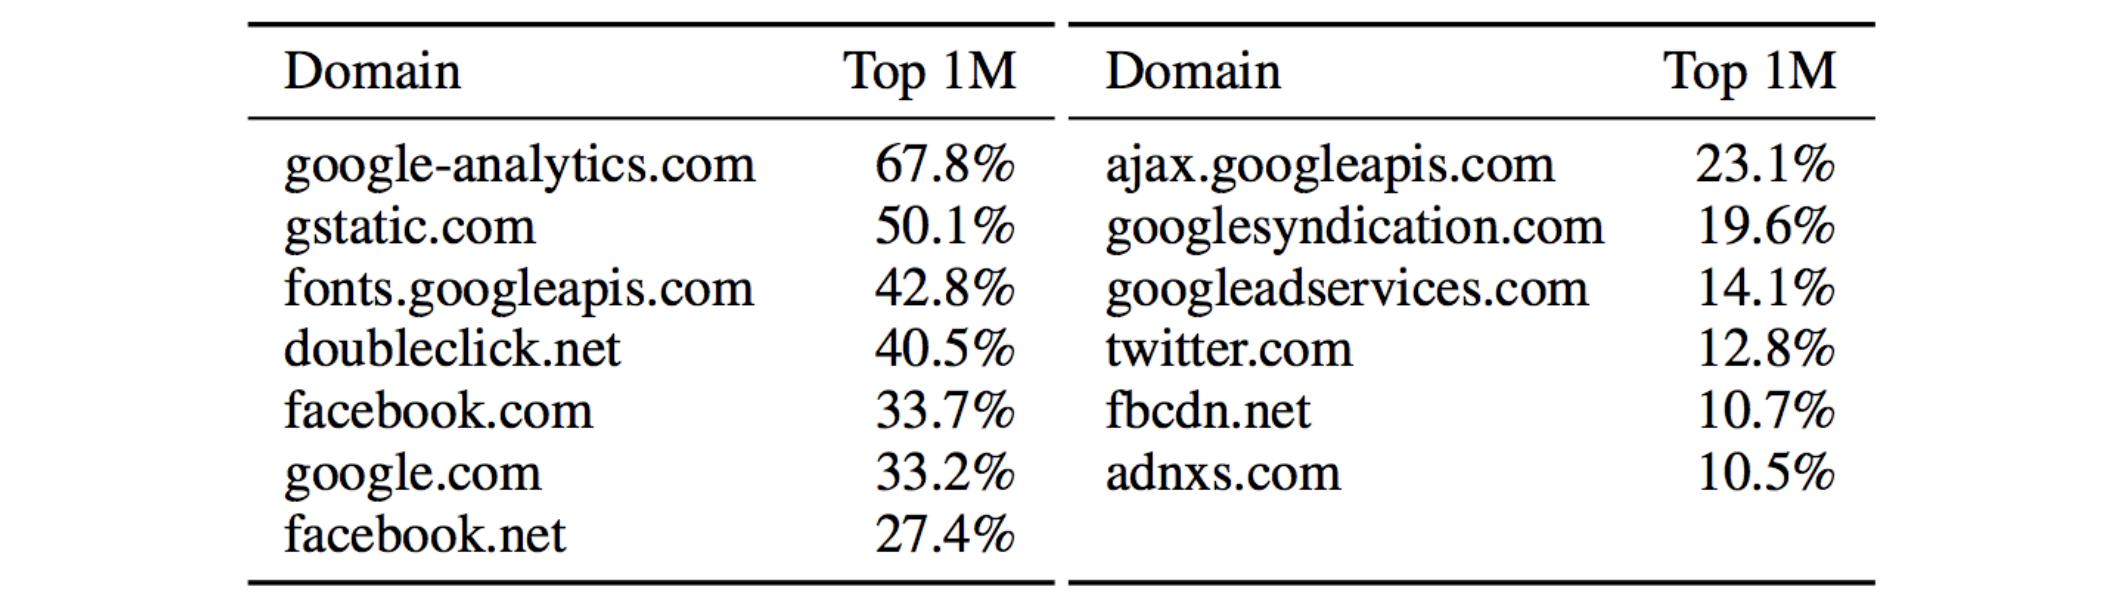 Domain Top 1M
google-analytics.com 67.8%
gstatic.com 50.1%
fonts.googleapis.com 42.8%
doubleclick.net 40.5%
facebook.com 33.7%
google.com 33.2%
facebook.net 27.4%
Domain Top 1M
ajax.googleapis.com 23.1%
googlesyndication.com 19.6%
googleadservices.com 14.1%
twitter.com 12.8%
fbcdn.net 10.7%
adnxs.com 10.5%